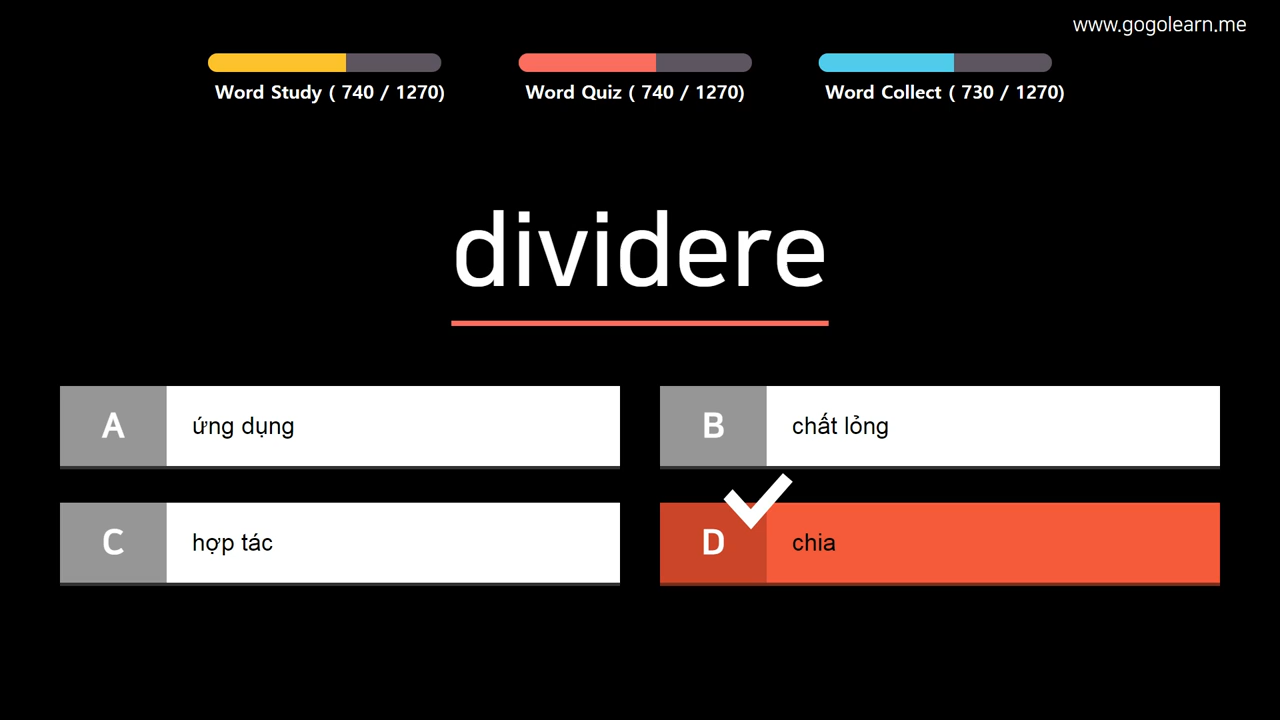 www.gogolearn.me
Word Study ( 740 / 1270)
Word Quiz ( 740 / 1270)
Word Collect ( 730 / 1270)
dividere
A
ứng dụng
B
chất lỏng
C
hợp tác
D
chia